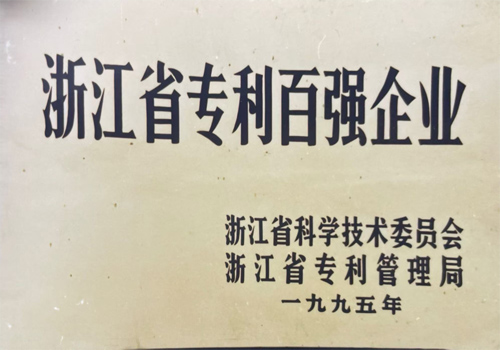 浙江省专利百强企业
浙江省科学技术委员会
浙江省专利管理局
一九九五年